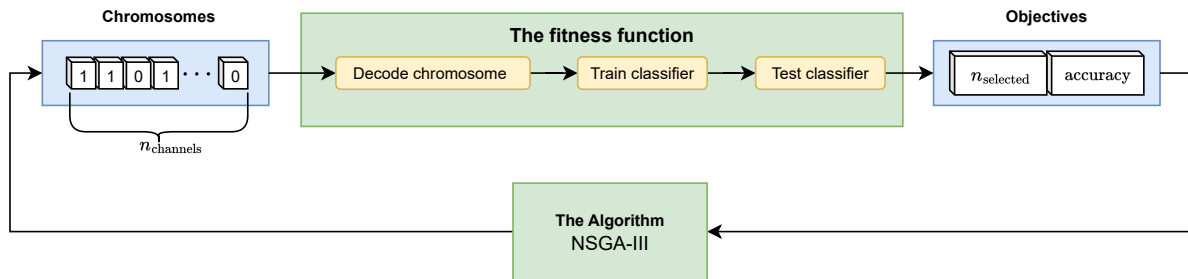 Chromosomes
1 1 0 1 ··· 0
n_channels
The fitness function
Decode chromosome
Train classifier
Test classifier
Objectives
n_selected
accuracy
The Algorithm
NSGA-III